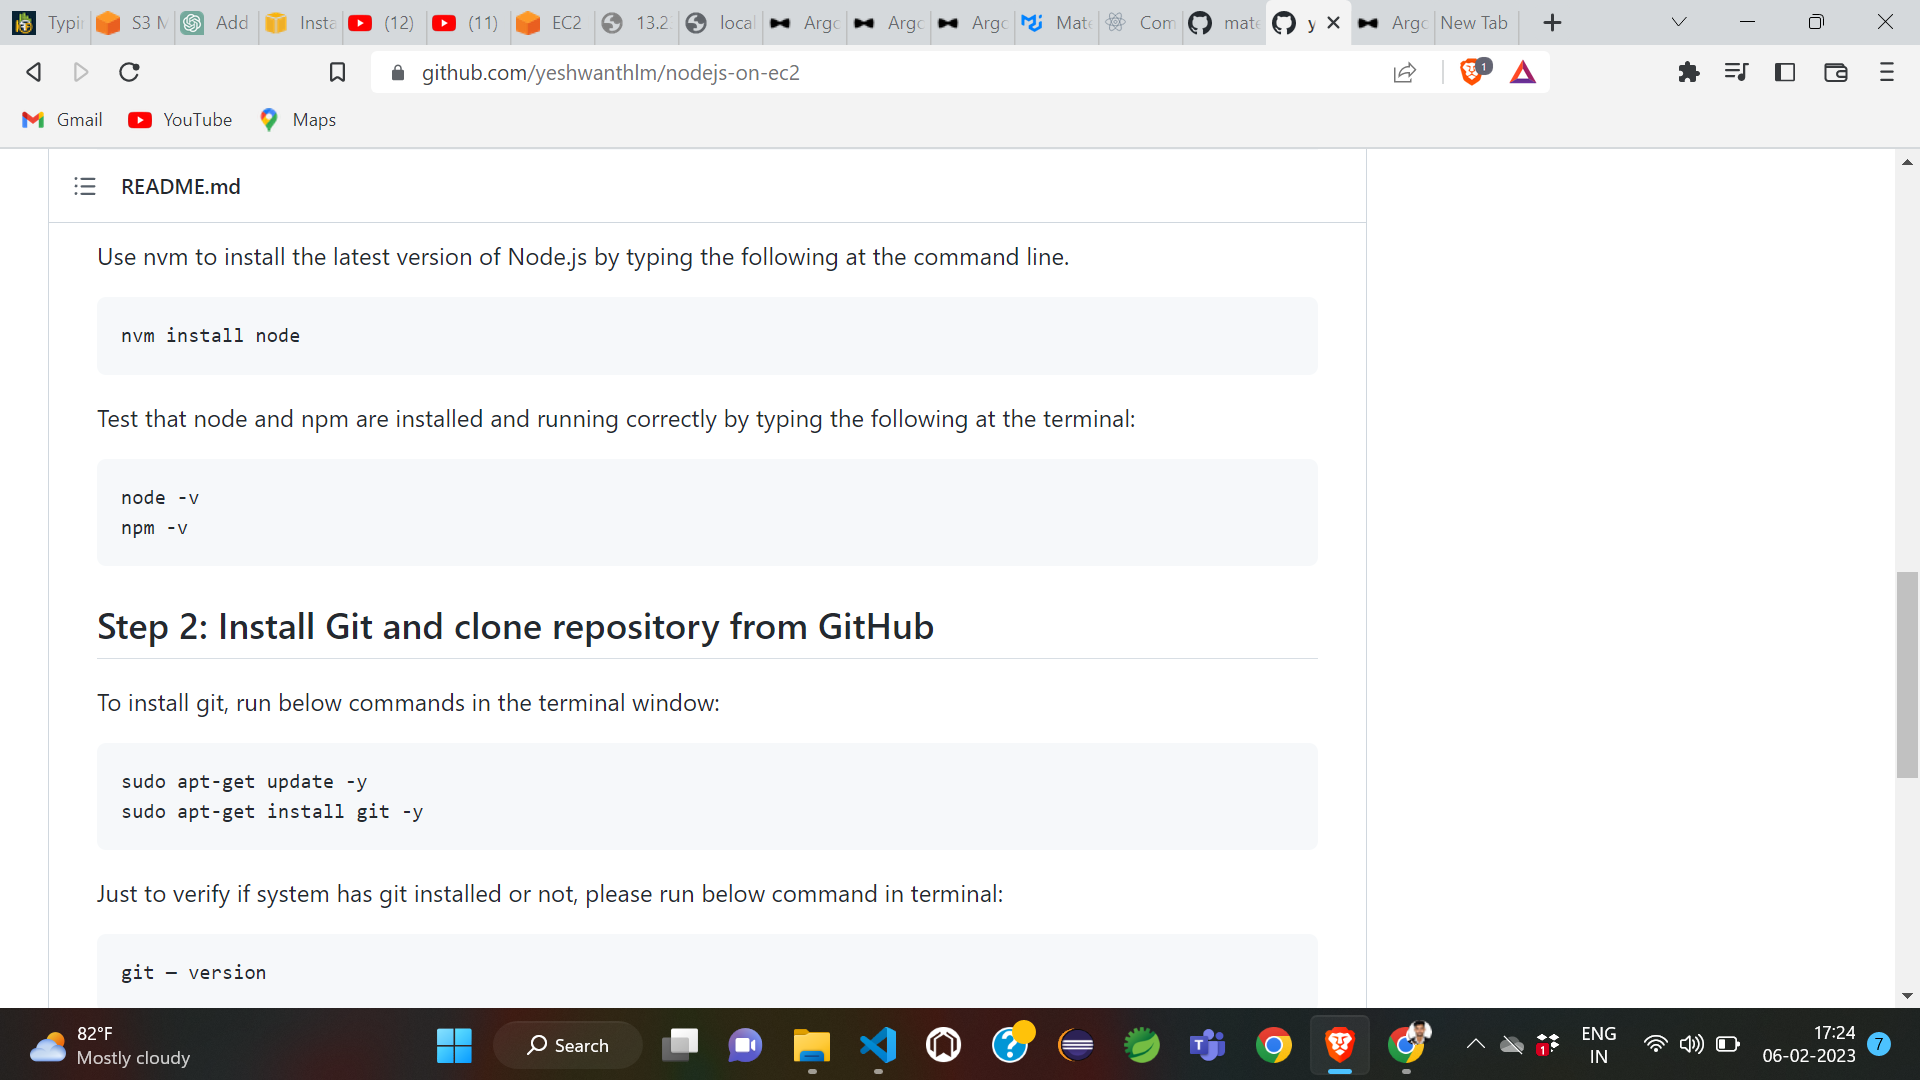 Typin
S3 M
Add
Insta
(12)
(11)
EC2
13.2
local
Argo
Argo
Argo
Mate
Com
mate
y
Argo
New Tab
github.com/yeshwanthlm/nodejs-on-ec2
1
Gmail
YouTube
Maps
README.md
Use nvm to install the latest version of Node.js by typing the following at the command line.
nvm install node
Test that node and npm are installed and running correctly by typing the following at the terminal:
node -v
npm -v
Step 2: Install Git and clone repository from GitHub
To install git, run below commands in the terminal window:
sudo apt-get update -y
sudo apt-get install git -y
Just to verify if system has git installed or not, please run below command in terminal:
git — version
82°F
Mostly cloudy
Search
1
ENG
IN
17:24
06-02-2023
7